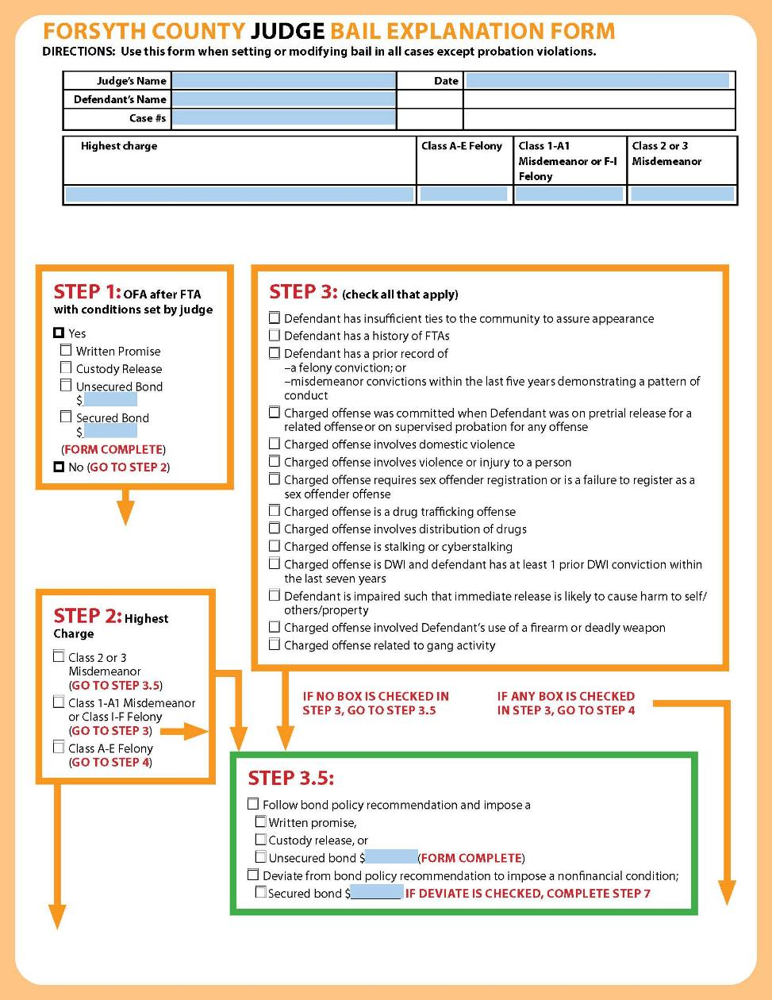 FORSYTH COUNTY JUDGE BAIL EXPLANATION FORM
DIRECTIONS: Use this form when setting or modifying bail in all cases except probation violations.
Judge's Name
Date
Defendant's Name
Case #s
Highest charge
Class A-E Felony
Class 1-A1
Misdemeanor or F-I
Felony
Class 2 or 3
Misdemeanor
STEP 1: OFA after FTA
with conditions set by judge
Yes
Written Promise
Custody Release
Unsecured Bond
$
Secured Bond
$
(FORM COMPLETE)
No (GO TO STEP 2)
STEP 2: Highest
Charge
Class 2 or 3
Misdemeanor
(GO TO STEP 3.5)
Class 1-A1 Misdemeanor
or Class I-F Felony
(GO TO STEP 3)
Class A-E Felony
(GO TO STEP 4)
STEP 3: (check all that apply)
Defendant has insufficient ties to the community to assure appearance
Defendant has a history of FTAs
Defendant has a prior record of
–a felony conviction; or
–misdemeanor convictions within the last five years demonstrating a pattern of
conduct
Charged offense was committed when Defendant was on pretrial release for a
related offense or on supervised probation for any offense
Charged offense involves domestic violence
Charged offense involves violence or injury to a person
Charged offense requires sex offender registration or is a failure to register as a
sex offender offense
Charged offense is a drug trafficking offense
Charged offense involves distribution of drugs
Charged offense is stalking or cyberstalking
Charged offense is DWI and defendant has at least 1 prior DWI conviction within
the last seven years
Defendant is impaired such that immediate release is likely to cause harm to self/
others/property
Charged offense involved Defendant's use of a firearm or deadly weapon
Charged offense related to gang activity
IF NO BOX IS CHECKED IN
STEP 3, GO TO STEP 3.5
IF ANY BOX IS CHECKED
IN STEP 3, GO TO STEP 4
STEP 3.5:
Follow bond policy recommendation and impose a
Written promise,
Custody release, or
Unsecured bond $ (FORM COMPLETE)
Deviate from bond policy recommendation to impose a nonfinancial condition;
Secured bond $ IF DEVIATE IS CHECKED, COMPLETE STEP 7